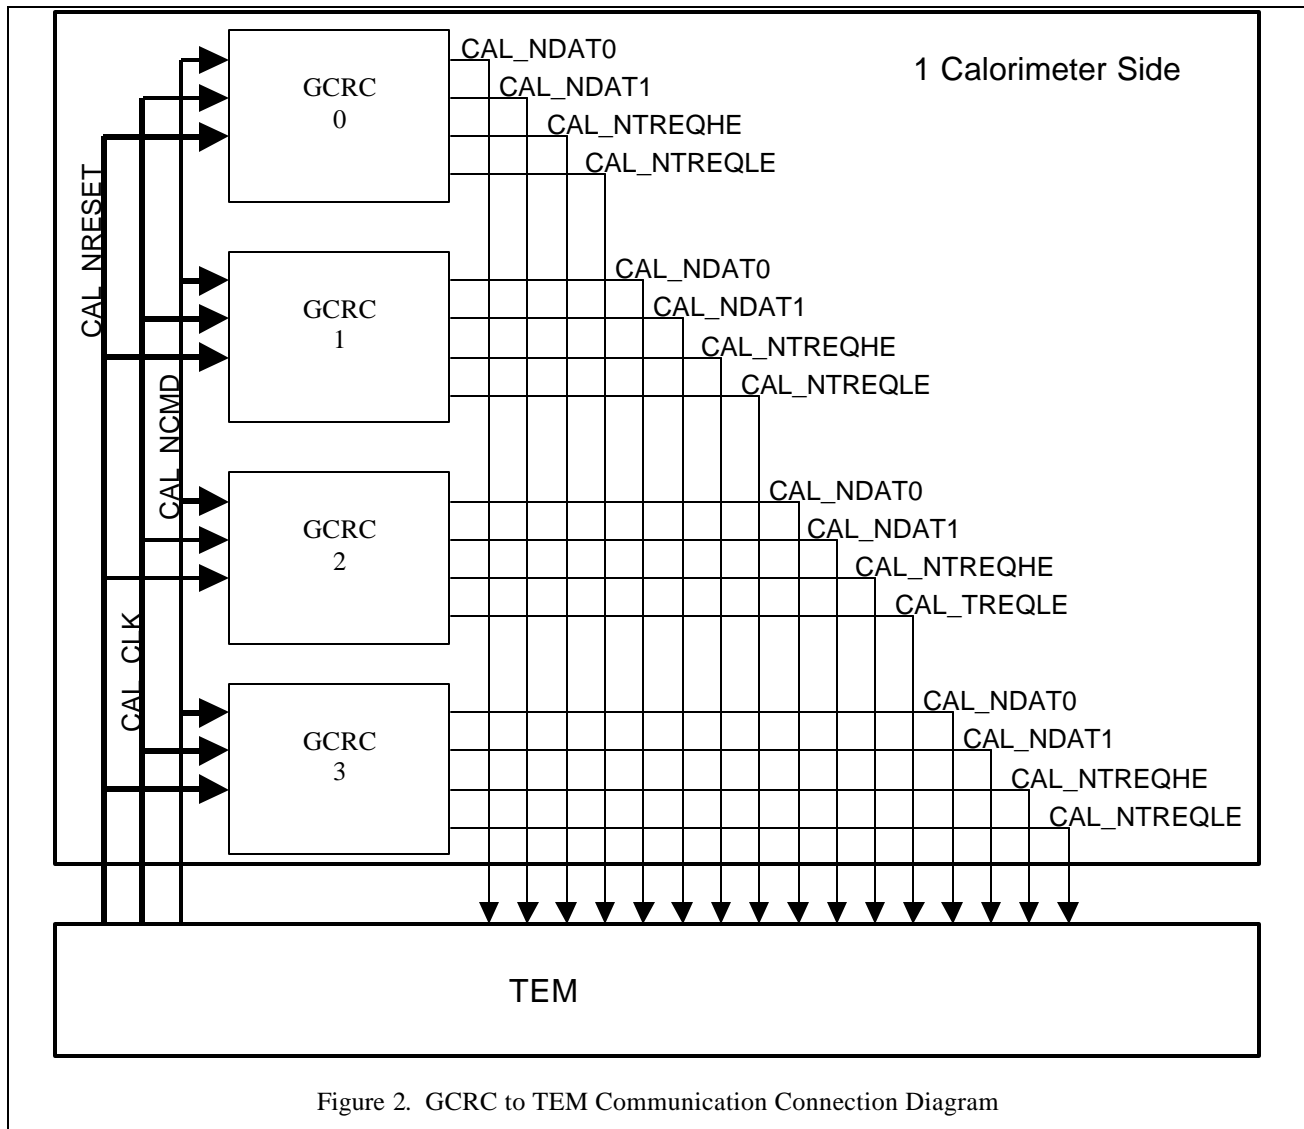 1 Calorimeter Side
GCRC
0
CAL_NDAT0
CAL_NDAT1
CAL_NTREQHE
CAL_NTREQLE
CAL_NRESET
GCRC
1
CAL_NDAT0
CAL_NDAT1
CAL_NTREQHE
CAL_NTREQLE
CAL_NCMD
GCRC
2
CAL_NDAT0
CAL_NDAT1
CAL_NTREQHE
CAL_TREQLE
CAL_CLK
GCRC
3
CAL_NDAT0
CAL_NDAT1
CAL_NTREQHE
CAL_NTREQLE
TEM
Figure 2. GCRC to TEM Communication Connection Diagram